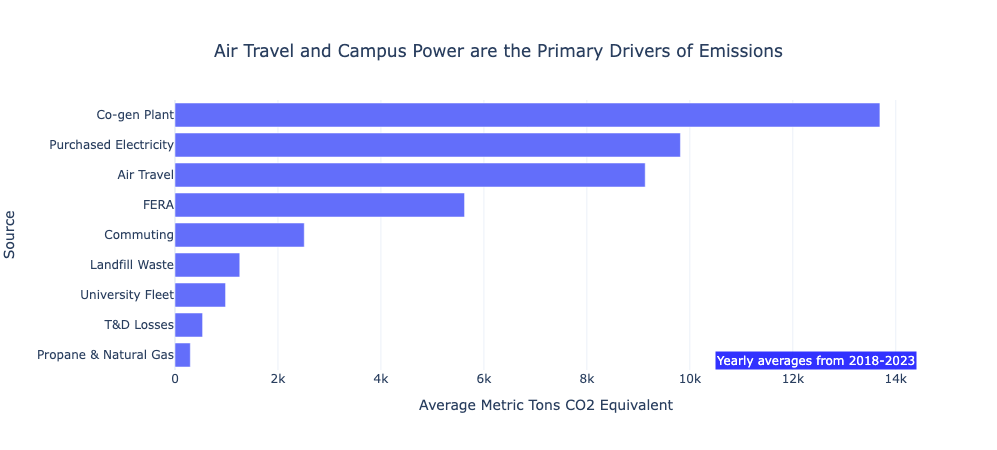 Air Travel and Campus Power are the Primary Drivers of Emissions
Source
Co-gen Plant
Purchased Electricity
Air Travel
FERA
Commuting
Landfill Waste
University Fleet
T&D Losses
Propane & Natural Gas
Yearly averages from 2018-2023
0 2k 4k 6k 8k 10k 12k 14k
Average Metric Tons CO2 Equivalent